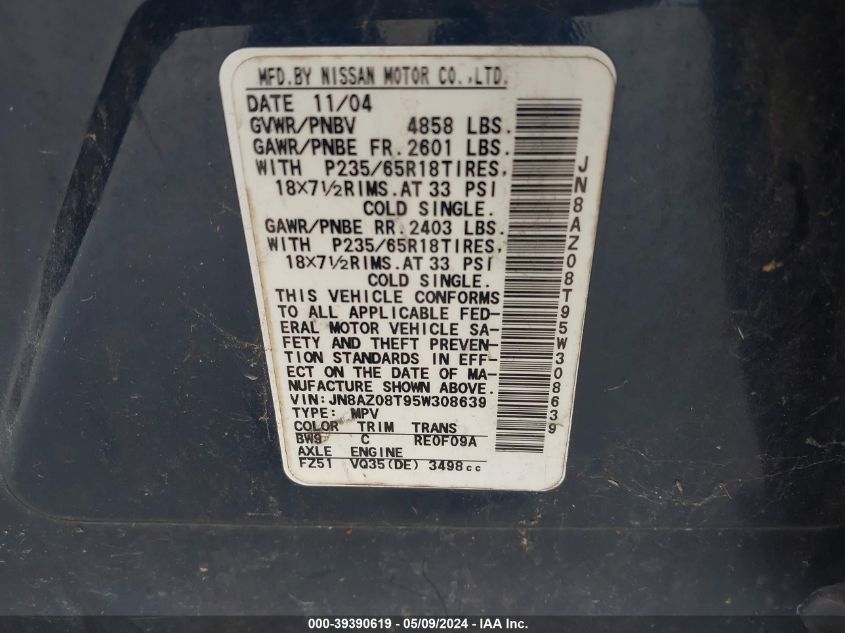 MFD.BY NISSAN MOTOR CO.,LTD.
DATE 11/04
GVWR/PNBV 4858 LBS.
GAWR/PNBE FR.2601 LBS.
WITH P235/65R18TIRES,
18×7½RIMS.AT 33 PSI
COLD SINGLE.
GAWR/PNBE RR.2403 LBS.
WITH P235/65R18TIRES,
18×7½RIMS.AT 33 PSI
COLD SINGLE.
THIS VEHICLE CONFORMS
TO ALL APPLICABLE FED-
ERAL MOTOR VEHICLE SA-
FETY AND THEFT PREVEN-
TION STANDARDS IN EFF-
ECT ON THE DATE OF MA-
NUFACTURE SHOWN ABOVE.
VIN:JN8AZ08T95W308639
TYPE: MPV
COLOR TRIM TRANS
BW9 C RE0F09A
AXLE ENGINE
FZ51 VQ35(DE) 3498cc
JN8AZ08T95W308639
000-39390619 - 05/09/2024 - IAA Inc.